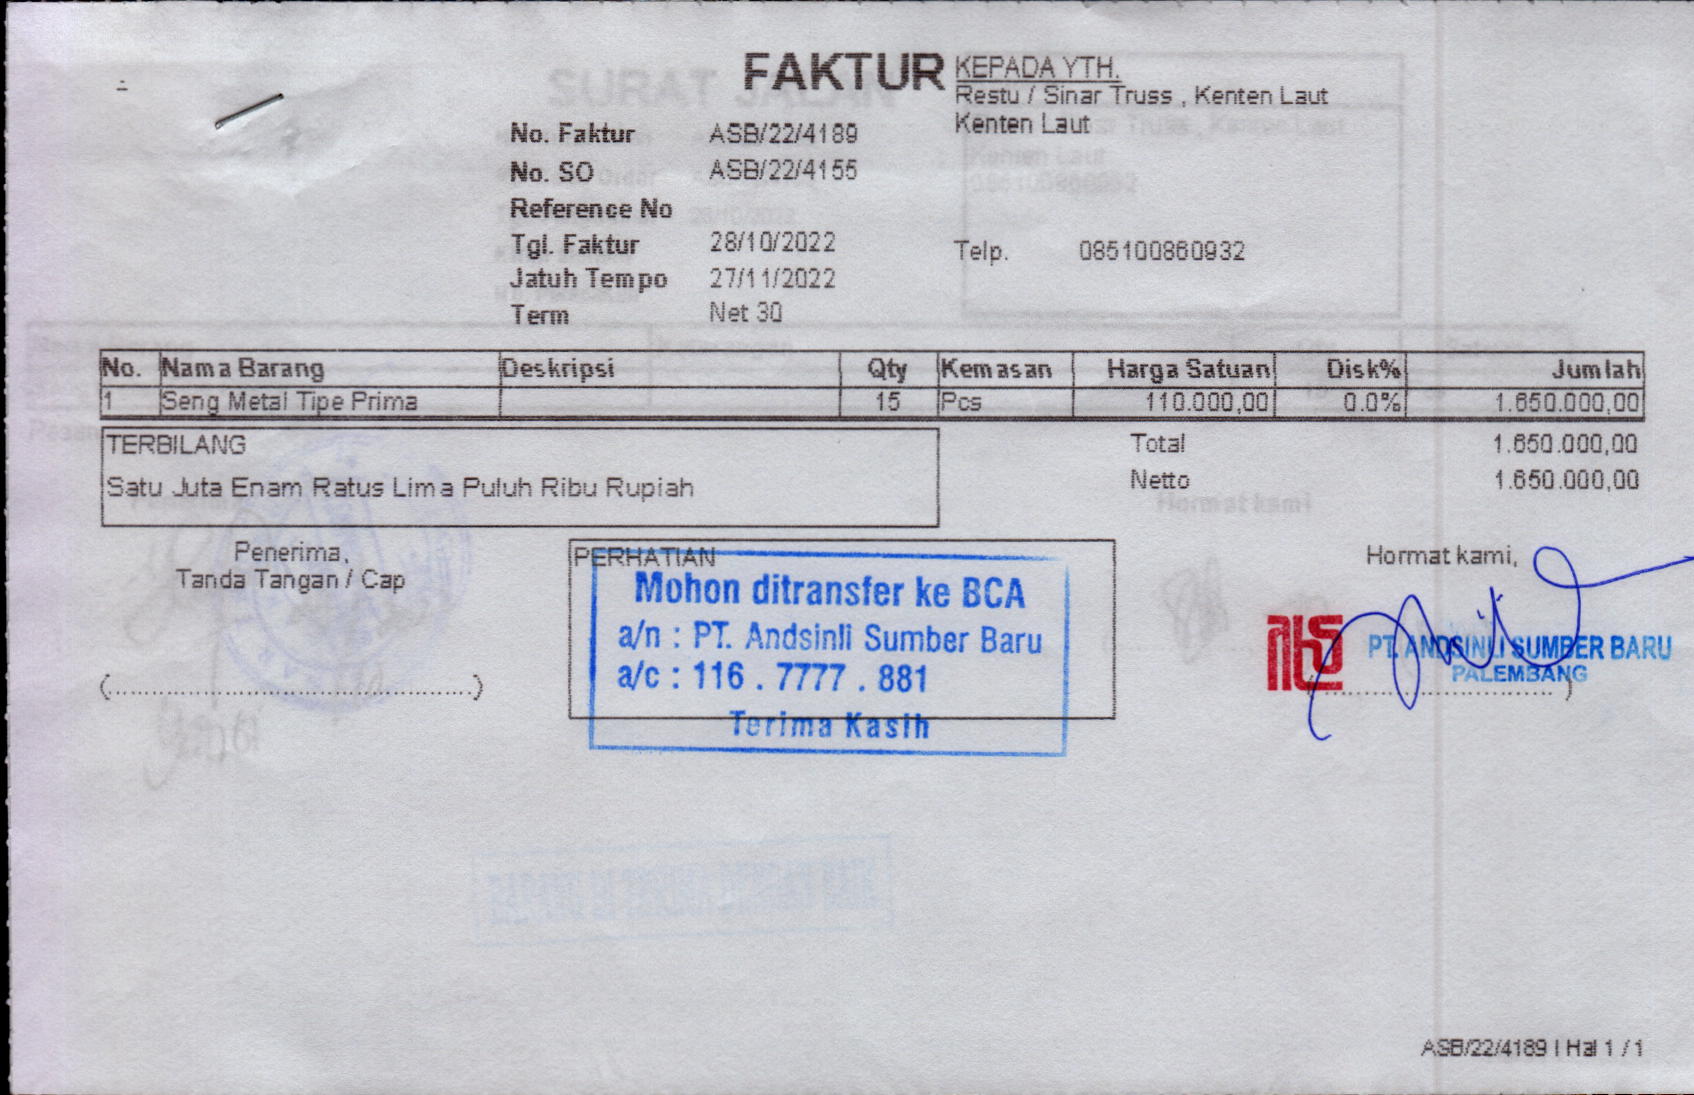 FAKTUR
No. Faktur ASB/22/4189
No. SO ASB/22/4155
Reference No
Tgl. Faktur 28/10/2022
Jatuh Tempo 27/11/2022
Term Net 30
KEPADA YTH.
Restu / Sinar Truss , Kenten Laut
Kenten Laut
Telp. 085100860932
No. Nama Barang Deskripsi Qty Kemasan Harga Satuan Disk% Jumlah
1 Seng Metal Tipe Prima 15 Pcs 110.000,00 0.0% 1.650.000,00
TERBILANG
Satu Juta Enam Ratus Lima Puluh Ribu Rupiah
Total 1.650.000,00
Netto 1.650.000,00
Penerima,
Tanda Tangan / Cap
(..................................................)
PERHATIAN
Mohon ditransfer ke BCA
a/n : PT. Andsinli Sumber Baru
a/c : 116 . 7777 . 881
Terima Kasih
Hormat kami,
PT. ANDSINLI SUMBER BARU
PALEMBANG
(..................................)
SURAT JALAN
Hormat kami
ASB/22/4189 | Hal 1 / 1